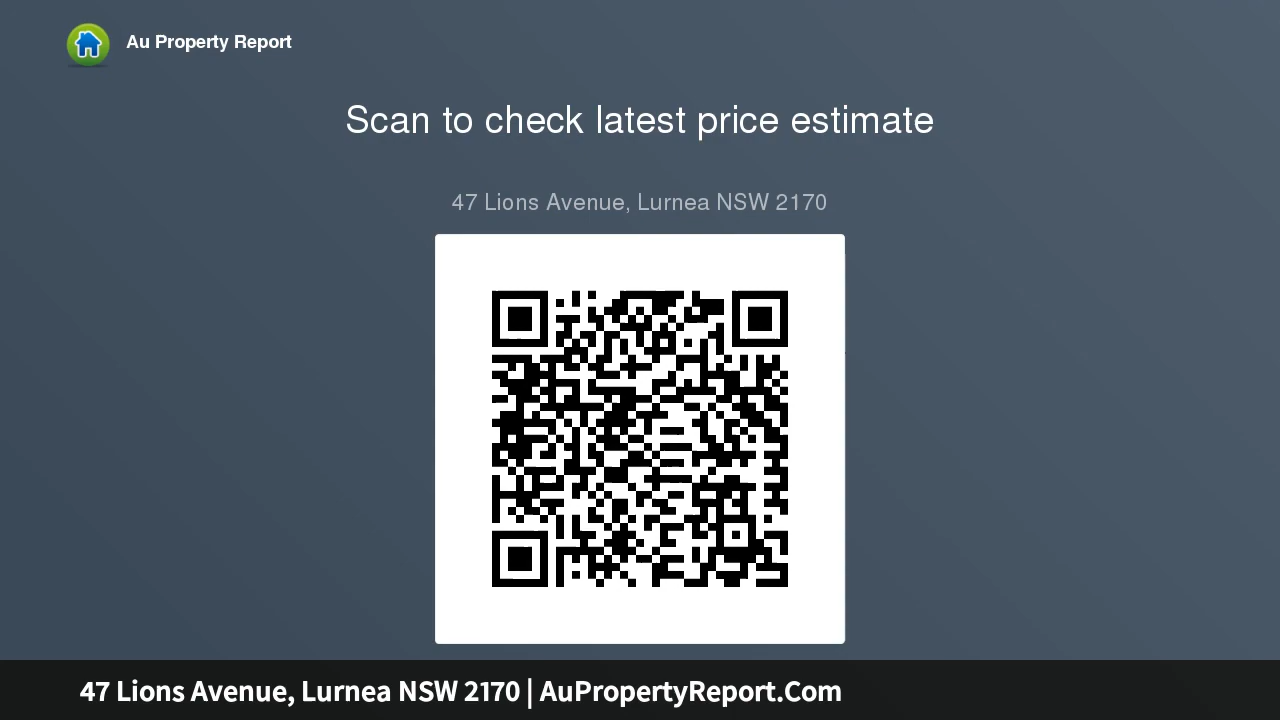 Au Property Report
Scan to check latest price estimate
47 Lions Avenue, Lurnea NSW 2170
47 Lions Avenue, Lurnea NSW 2170 | AuPropertyReport.Com